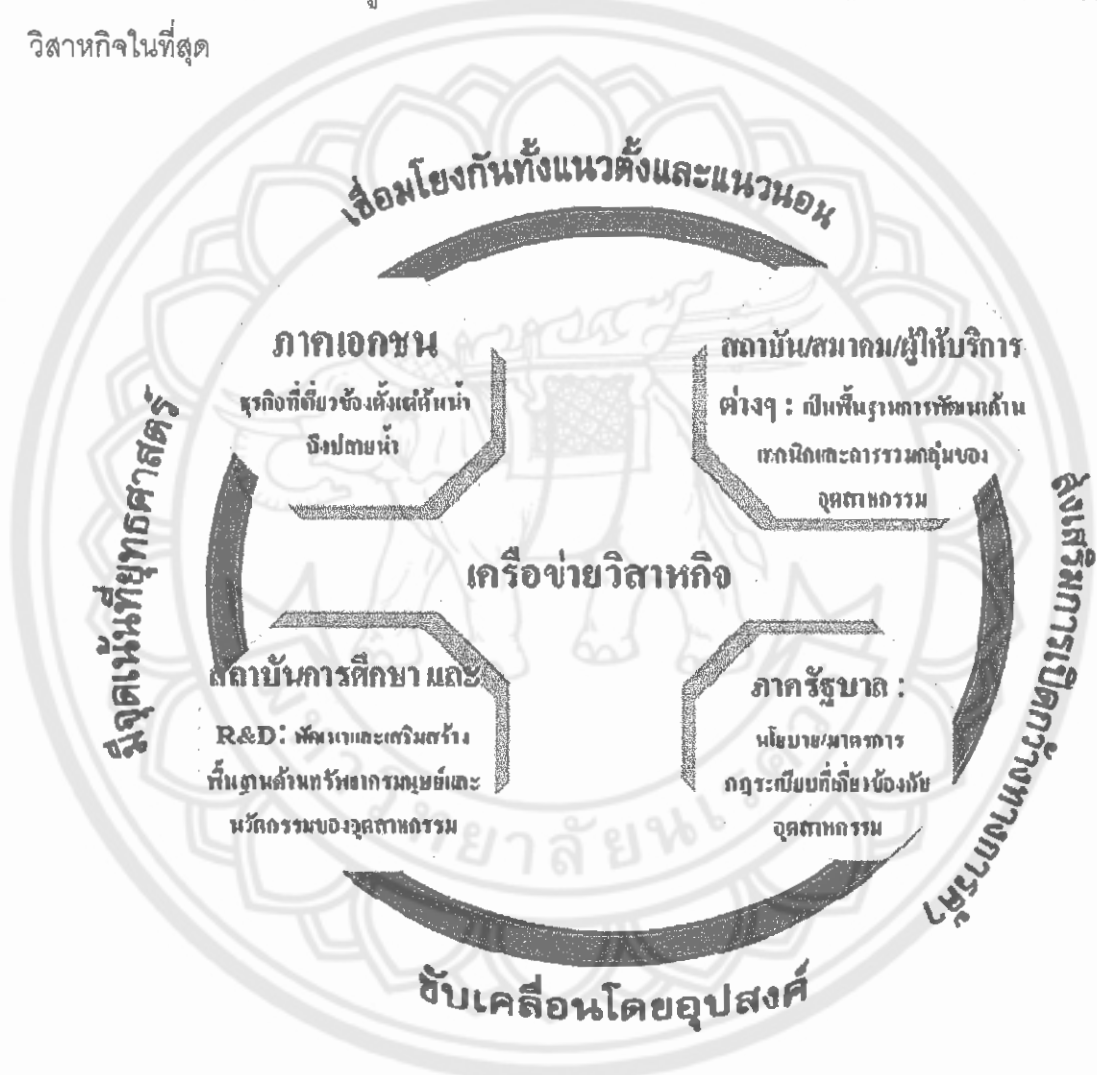 วิสาหกิจในที่สุด
เชื่อมโยงกันทั้งแนวตั้งและแนวนอน
ภาคเอกชน
ธุรกิจที่เกี่ยวข้องตั้งแต่ต้นน้ำ
ถึงปลายน้ำ
สถาบัน/สมาคม/ผู้ให้บริการ
ต่างๆ : เป็นพื้นฐานการพัฒนาด้าน
เทคนิคและการรวมกลุ่มของ
อุตสาหกรรม
มีจุดเน้นที่ยุทธศาสตร์
ส่งเสริมการเปิดกว้างทางการค้า
เครือข่ายวิสาหกิจ
สถาบันการศึกษา และ
R&D: พัฒนาและเสริมสร้าง
พื้นฐานด้านทรัพยากรมนุษย์และ
นวัตกรรมของอุตสาหกรรม
ภาครัฐบาล :
นโยบาย/มาตรการ
กฎระเบียบที่เกี่ยวข้องกับ
อุตสาหกรรม
ขับเคลื่อนโดยอุปสงค์